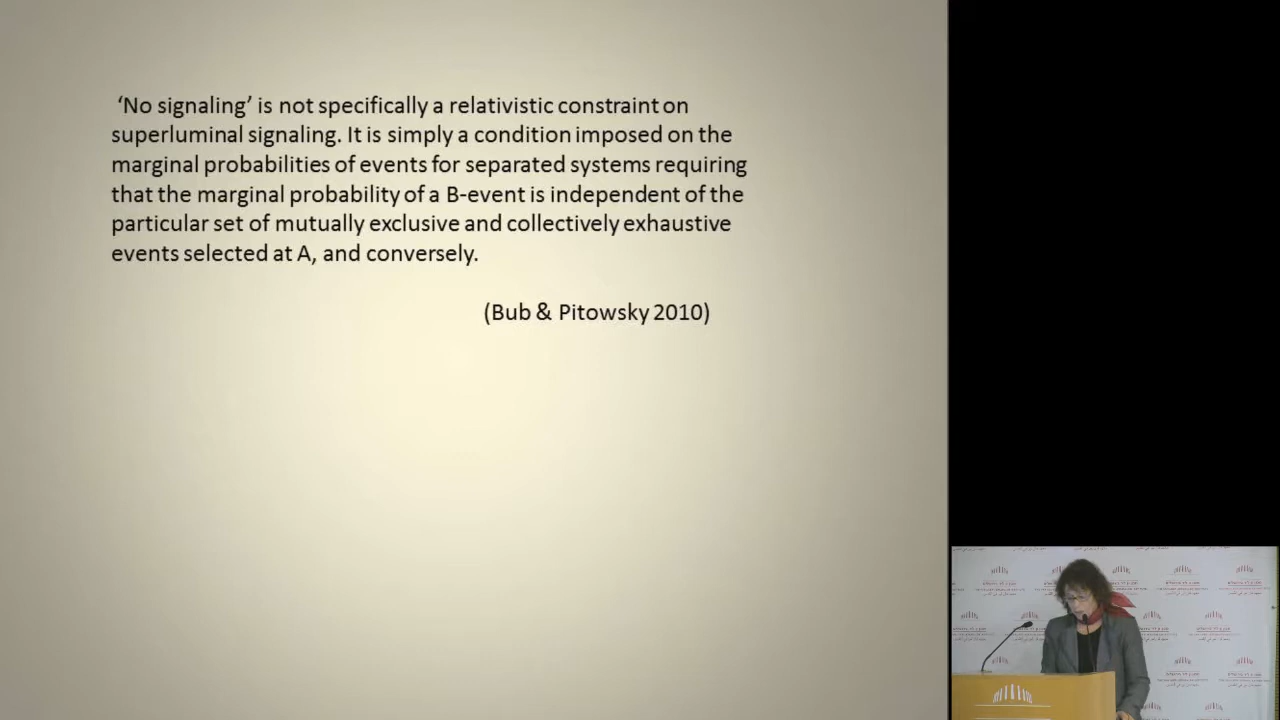 ‘No signaling’ is not specifically a relativistic constraint on
superluminal signaling. It is simply a condition imposed on the
marginal probabilities of events for separated systems requiring
that the marginal probability of a B-event is independent of the
particular set of mutually exclusive and collectively exhaustive
events selected at A, and conversely.
(Bub & Pitowsky 2010)